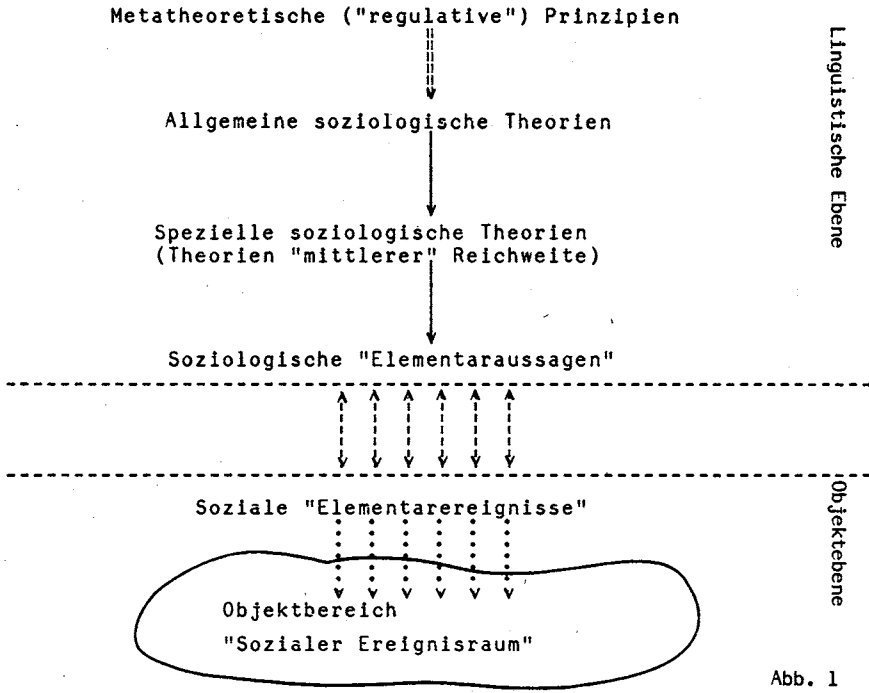 Metatheoretische ("regulative") Prinzipien
Linguistische Ebene
Allgemeine soziologische Theorien
Spezielle soziologische Theorien
(Theorien "mittlerer" Reichweite)
Soziologische "Elementaraussagen"
Soziale "Elementarereignisse"
Objektebene
Objektbereich
"Sozialer Ereignisraum"
Abb. 1